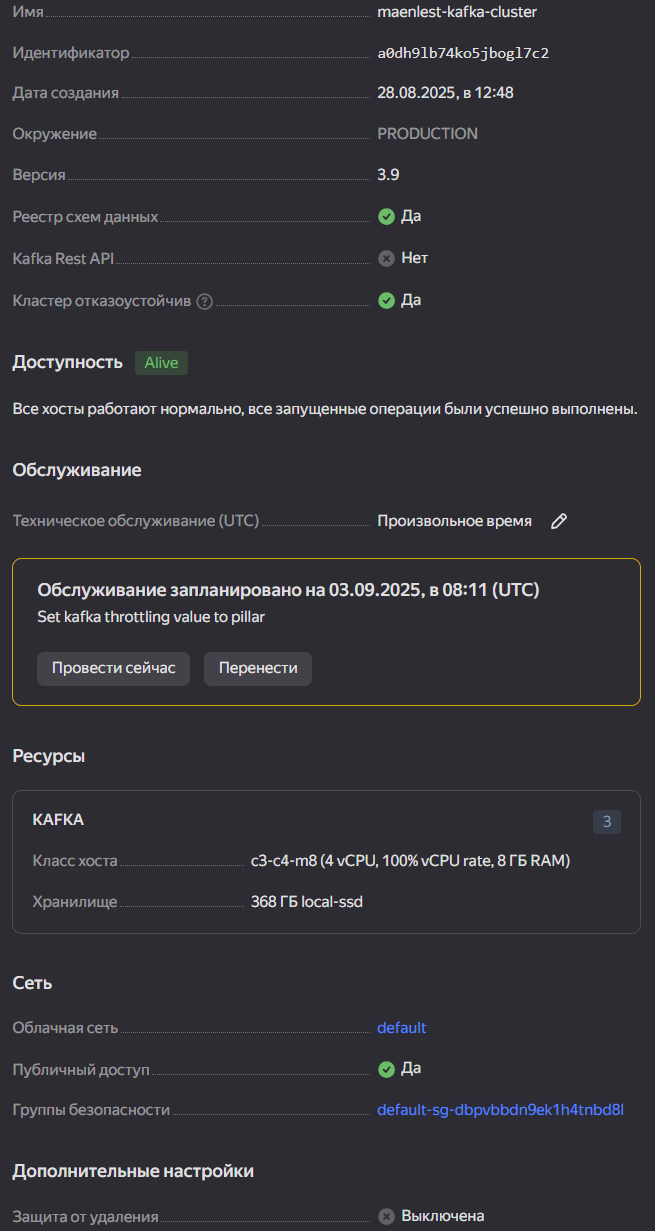 Имя maenlest-kafka-cluster
Идентификатор a0dh9lb74ko5jbogl7c2
Дата создания 28.08.2025, в 12:48
Окружение PRODUCTION
Версия 3.9
Реестр схем данных Да
Kafka Rest API Нет
Кластер отказоустойчив ? Да
Доступность Alive
Все хосты работают нормально, все запущенные операции были успешно выполнены.
Обслуживание
Техническое обслуживание (UTC) Произвольное время
Обслуживание запланировано на 03.09.2025, в 08:11 (UTC)
Set kafka throttling value to pillar
Провести сейчас Перенести
Ресурсы
KAFKA 3
Класс хоста c3-c4-m8 (4 vCPU, 100% vCPU rate, 8 ГБ RAM)
Хранилище 368 ГБ local-ssd
Сеть
Облачная сеть default
Публичный доступ Да
Группы безопасности default-sg-dbpvbbdn9ek1h4tnbd8l
Дополнительные настройки
Защита от удаления Выключена